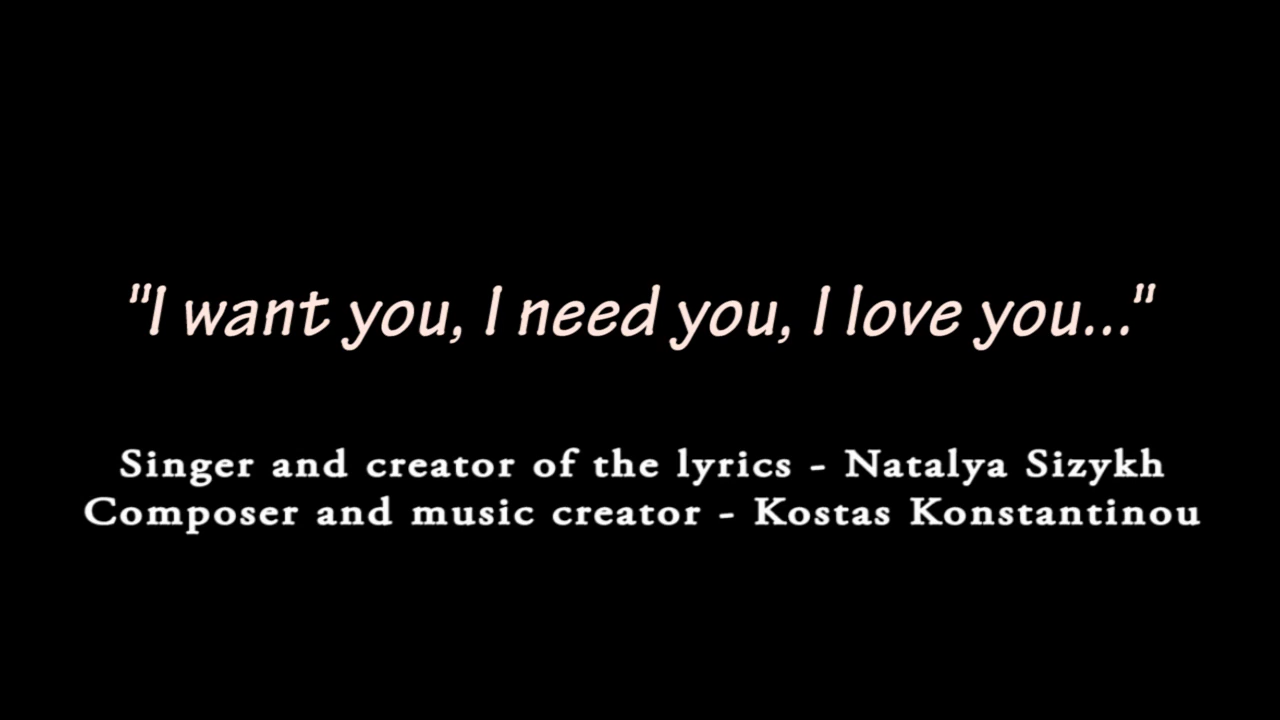 "I want you, I need you, I love you..."
Singer and creator of the lyrics - Natalya Sizykh
Composer and music creator - Kostas Konstantinou